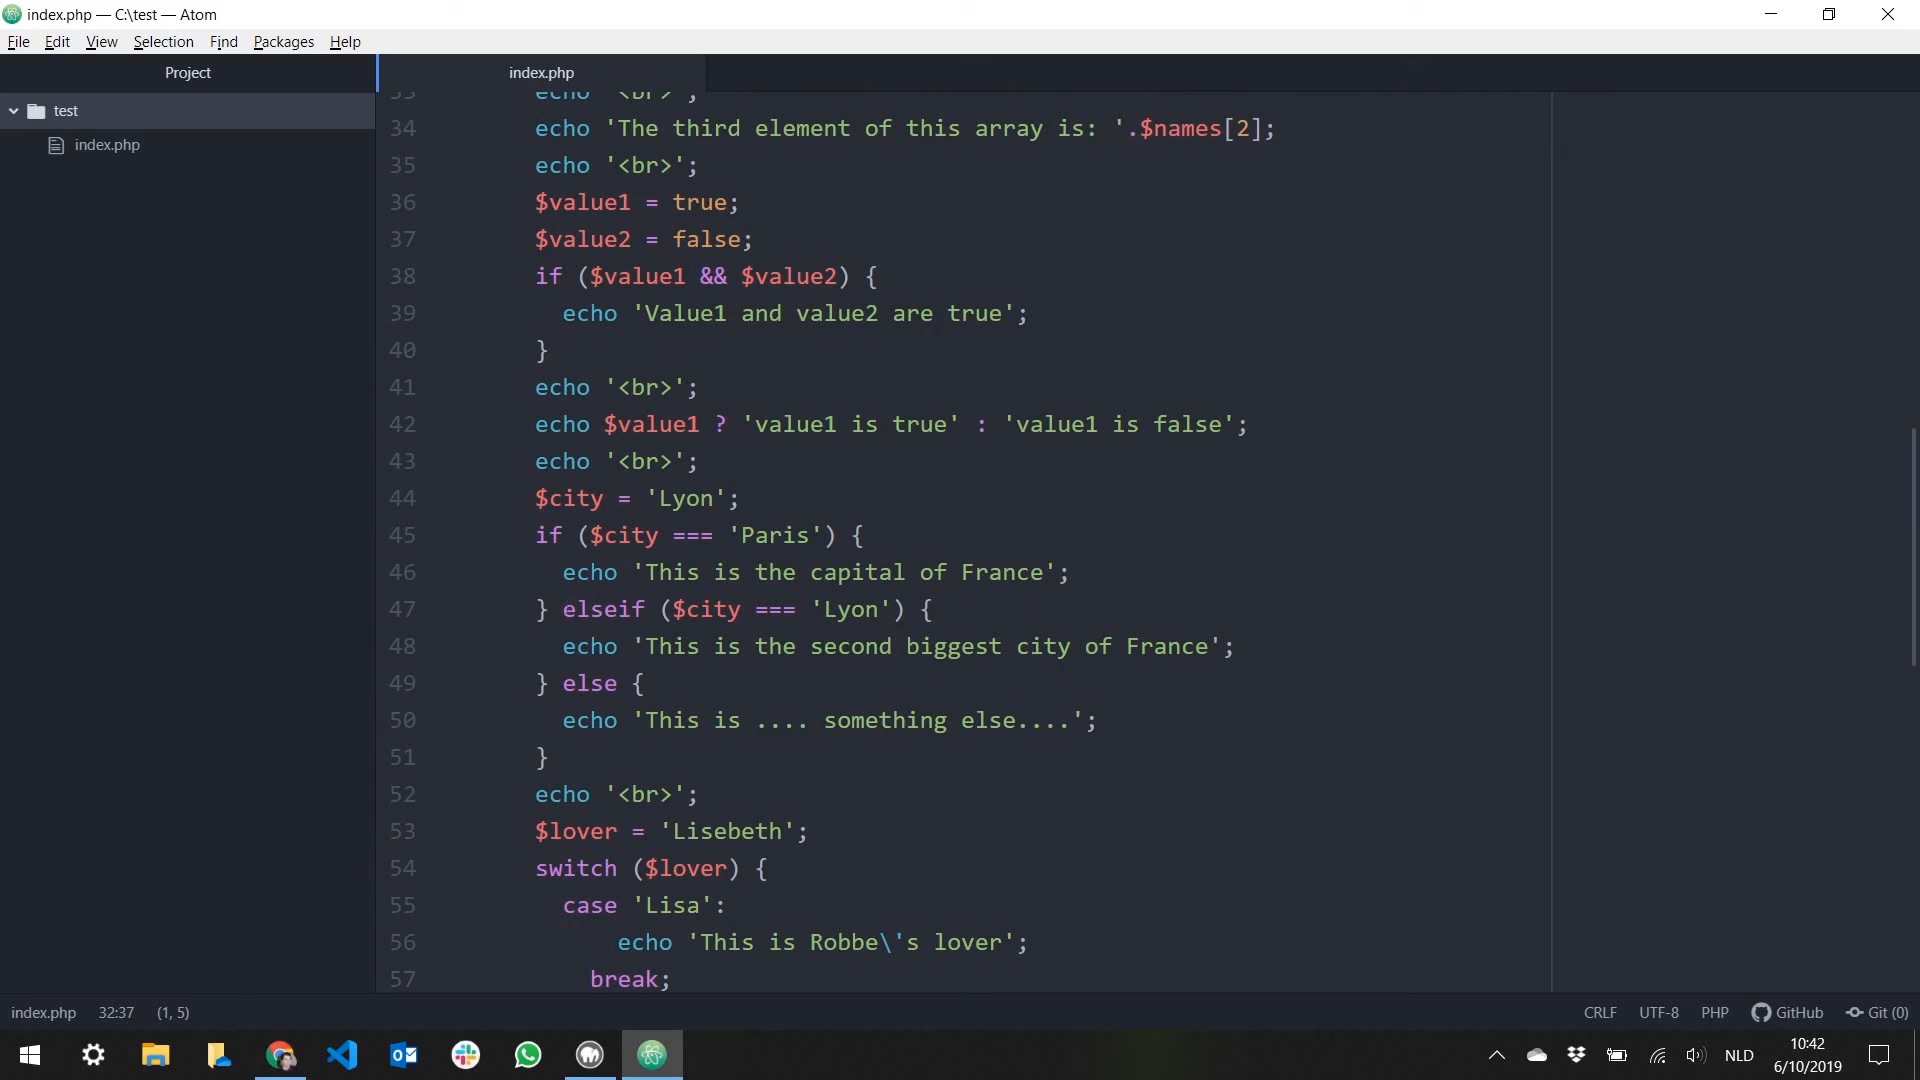 index.php — C:\test — Atom
File Edit View Selection Find Packages Help
Project
index.php
test
index.php
33 echo '<br>';
34 echo 'The third element of this array is: '.$names[2];
35 echo '<br>';
36 $value1 = true;
37 $value2 = false;
38 if ($value1 && $value2) {
39 echo 'Value1 and value2 are true';
40 }
41 echo '<br>';
42 echo $value1 ? 'value1 is true' : 'value1 is false';
43 echo '<br>';
44 $city = 'Lyon';
45 if ($city === 'Paris') {
46 echo 'This is the capital of France';
47 } elseif ($city === 'Lyon') {
48 echo 'This is the second biggest city of France';
49 } else {
50 echo 'This is .... something else....';
51 }
52 echo '<br>';
53 $lover = 'Lisebeth';
54 switch ($lover) {
55 case 'Lisa':
56 echo 'This is Robbe\'s lover';
57 break;
index.php 32:37 (1, 5) CRLF UTF-8 PHP GitHub Git (0)
NLD
10:42
6/10/2019